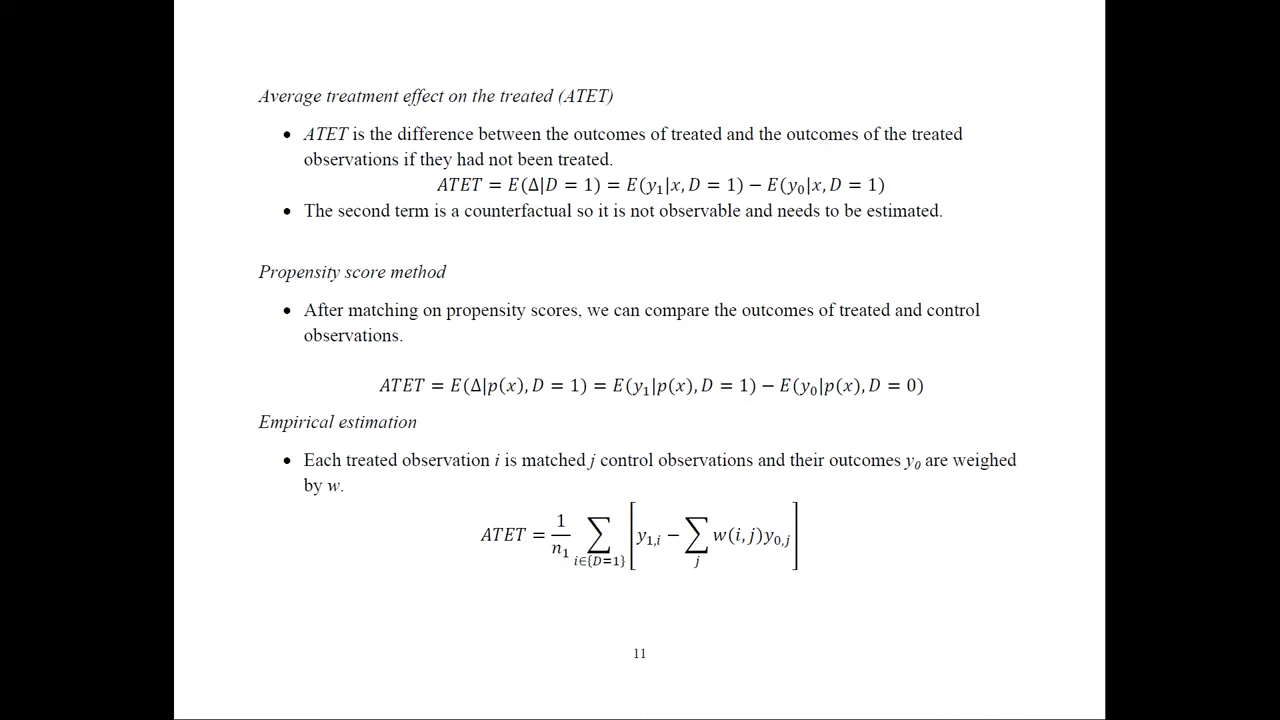 Average treatment effect on the treated (ATET)
• ATET is the difference between the outcomes of treated and the outcomes of the treated
observations if they had not been treated.
ATET = E(Δ|D = 1) = E(y₁|x, D = 1) − E(y₀|x, D = 1)
• The second term is a counterfactual so it is not observable and needs to be estimated.
Propensity score method
• After matching on propensity scores, we can compare the outcomes of treated and control
observations.
ATET = E(Δ|p(x), D = 1) = E(y₁|p(x), D = 1) − E(y₀|p(x), D = 0)
Empirical estimation
• Each treated observation i is matched j control observations and their outcomes y₀ are weighed
by w.
ATET = 1/n₁ ∑_{i∈{D=1}} [y_{1,i} − ∑_j w(i, j)y_{0,j}]
11